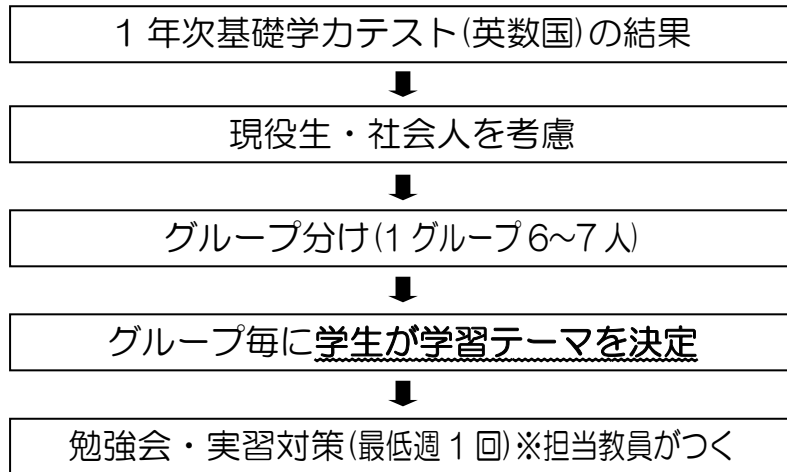 1年次基礎学力テスト(英数国)の結果
現役生・社会人を考慮
グループ分け(1グループ6~7人)
グループ毎に学生が学習テーマを決定
勉強会・実習対策(最低週1回)※担当教員がつく